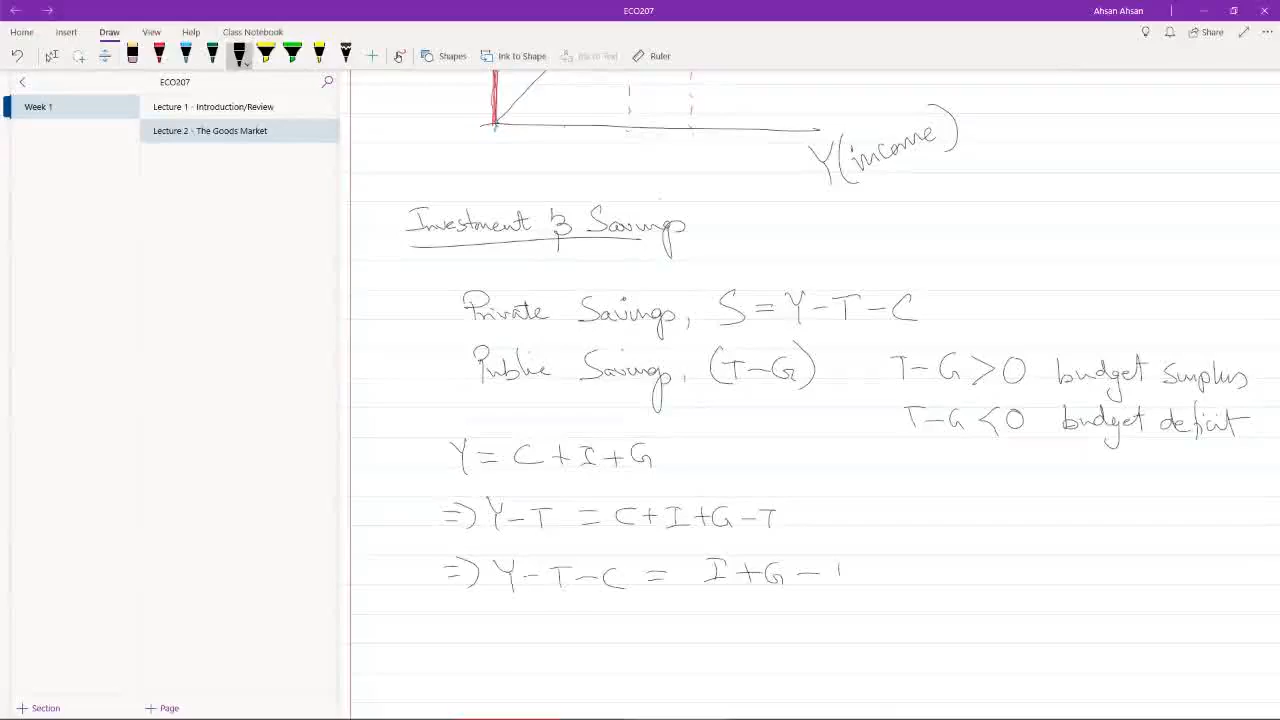 ECO207
Ahsan Ahsan
Home Insert Draw View Help Class Notebook
Share
Shapes Ink to Shape Ink to Text Ruler
ECO207
Week 1
Lecture 1 - Introduction/Review
Lecture 2 - The Goods Market
Y (income)
Investment & Savings
Private Savings, S = Y - T - C
Public Savings, (T - G) T - G > 0 budget surplus
T - G < 0 budget deficit
Y = C + I + G
⇒ Y - T = C + I + G - T
⇒ Y - T - C = I + G -
Section
Page